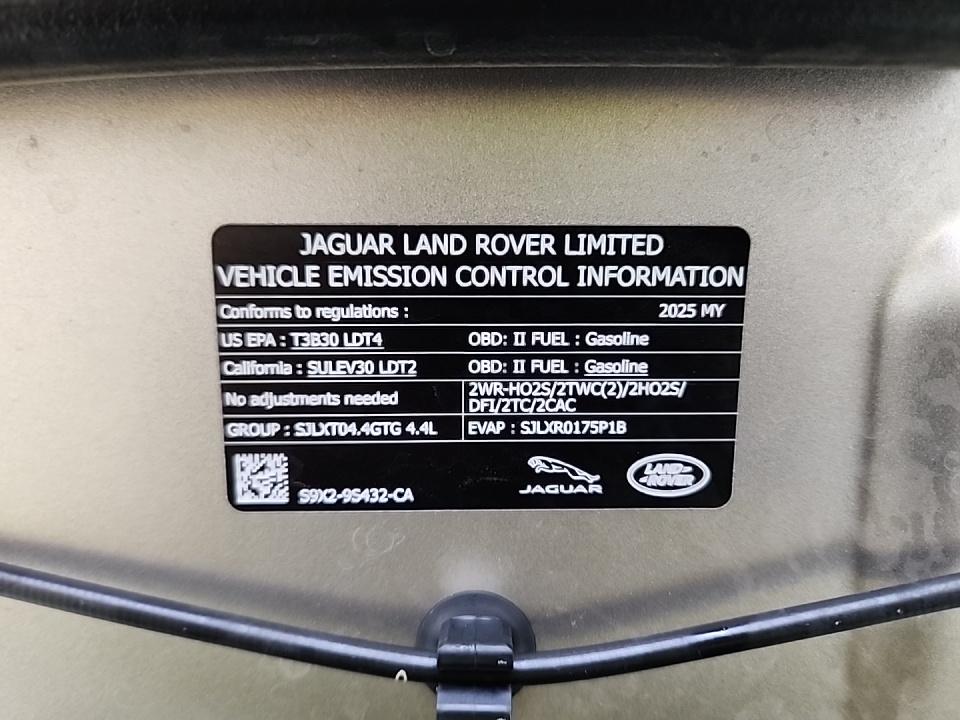 JAGUAR LAND ROVER LIMITED
VEHICLE EMISSION CONTROL INFORMATION
Conforms to regulations : 2025 MY
US EPA : T3B30 LDT4 OBD: II FUEL : Gasoline
California : SULEV30 LDT2 OBD: II FUEL : Gasoline
No adjustments needed
2WR-HO2S/2TWC(2)/2HO2S/
DFI/2TC/2CAC
GROUP : SJLXT04.4GTG 4.4L EVAP : SJLXR0175P1B
S9X2-9S432-CA
JAGUAR
LAND-
ROVER